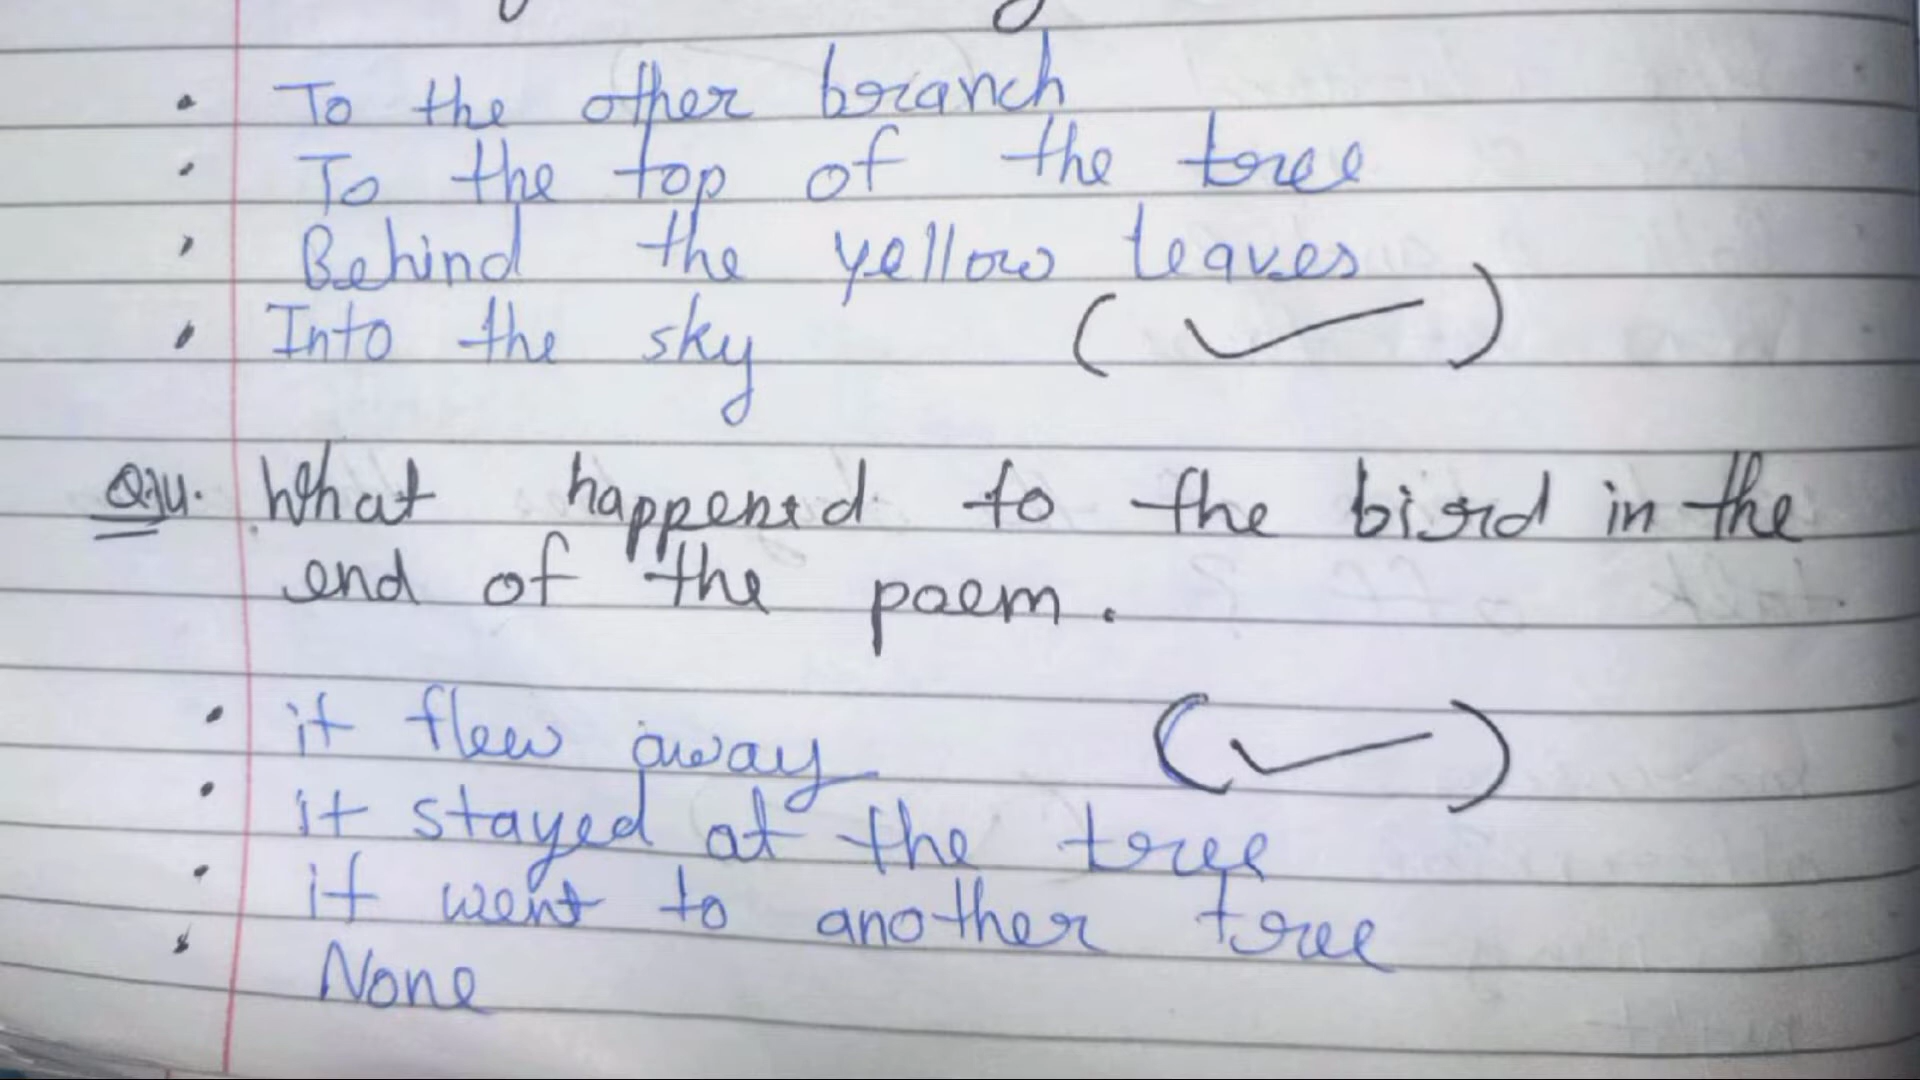 To the other branch
To the top of the tree
Behind the yellow leaves
Into the sky (✓)
Q.14. What happened to the bird in the
end of the poem.
it flew away (✓)
it stayed at the tree
it went to another tree
None